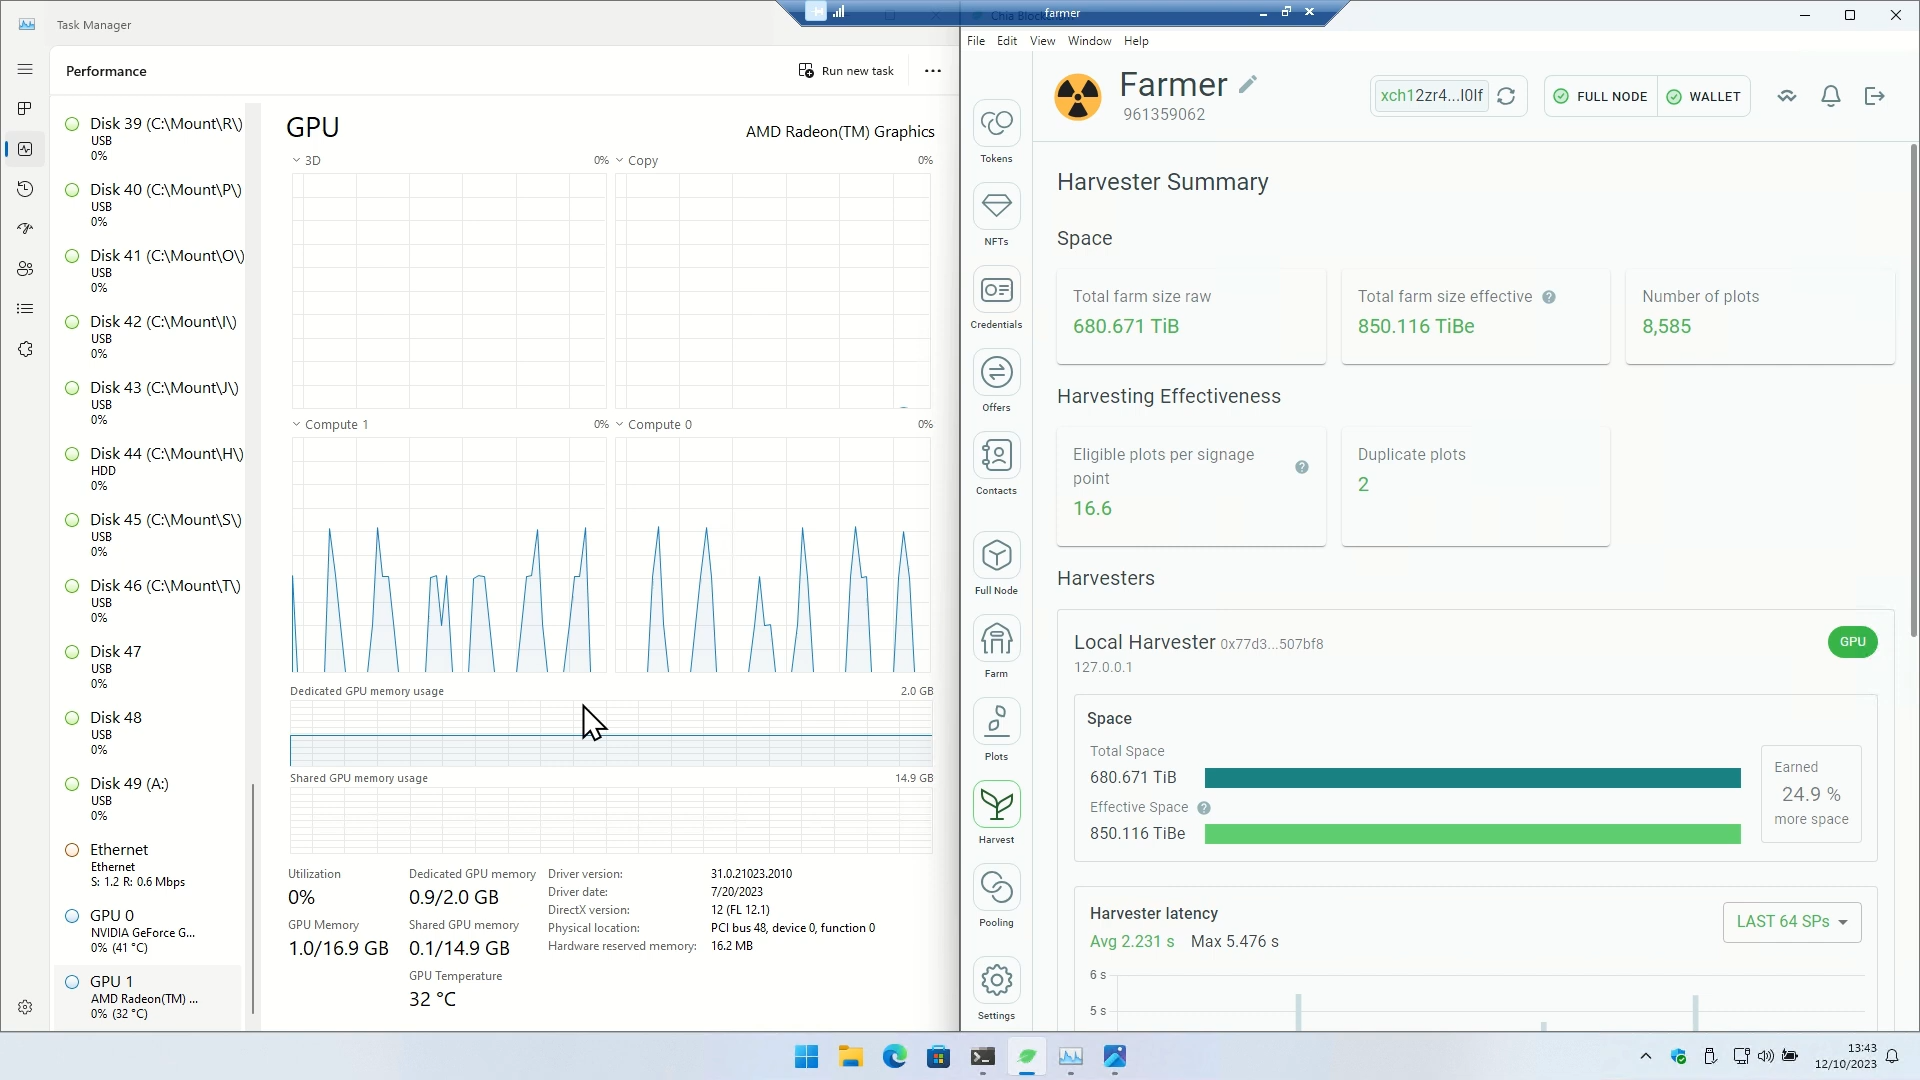 Task Manager
farmer
Chia Bloc
Performance
Run new task
Disk 39 (C:\Mount\R\)
USB
0%
Disk 40 (C:\Mount\P\)
USB
0%
Disk 41 (C:\Mount\O\)
USB
0%
Disk 42 (C:\Mount\I\)
USB
0%
Disk 43 (C:\Mount\J\)
USB
0%
Disk 44 (C:\Mount\H\)
HDD
0%
Disk 45 (C:\Mount\S\)
USB
0%
Disk 46 (C:\Mount\T\)
USB
0%
Disk 47
USB
0%
Disk 48
USB
0%
Disk 49 (A:)
USB
0%
Ethernet
Ethernet
S: 1.2 R: 0.6 Mbps
GPU 0
NVIDIA GeForce G...
0% (41 °C)
GPU 1
AMD Radeon(TM) ...
0% (32 °C)
GPU
AMD Radeon(TM) Graphics
3D 0%
Copy 0%
Compute 1 0%
Compute 0 0%
Dedicated GPU memory usage 2.0 GB
Shared GPU memory usage 14.9 GB
Utilization
0%
GPU Memory
1.0/16.9 GB
Dedicated GPU memory
0.9/2.0 GB
Shared GPU memory
0.1/14.9 GB
GPU Temperature
32 °C
Driver version: 31.0.21023.2010
Driver date: 7/20/2023
DirectX version: 12 (FL 12.1)
Physical location: PCI bus 48, device 0, function 0
Hardware reserved memory: 16.2 MB
File Edit View Window Help
Tokens
NFTs
Credentials
Offers
Contacts
Full Node
Farm
Plots
Harvest
Pooling
Settings
Farmer
961359062
xch12zr4...l0lf
FULL NODE
WALLET
Harvester Summary
Space
Total farm size raw
680.671 TiB
Total farm size effective
850.116 TiBe
Number of plots
8,585
Harvesting Effectiveness
Eligible plots per signage
point
16.6
Duplicate plots
2
Harvesters
Local Harvester 0x77d3...507bf8
127.0.0.1
GPU
Space
Total Space
680.671 TiB
Effective Space
850.116 TiBe
Earned
24.9 %
more space
Harvester latency
Avg 2.231 s Max 5.476 s
LAST 64 SPs
6 s
5 s
13:43
12/10/2023